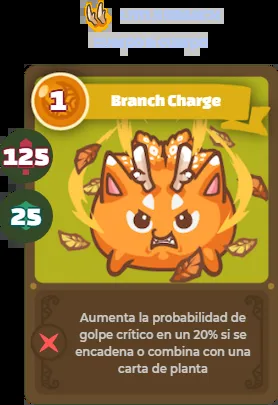 1
Branch Charge
125
25
Aumenta la probabilidad de
golpe crítico en un 20% si se
encadena o combina con una
carta de planta